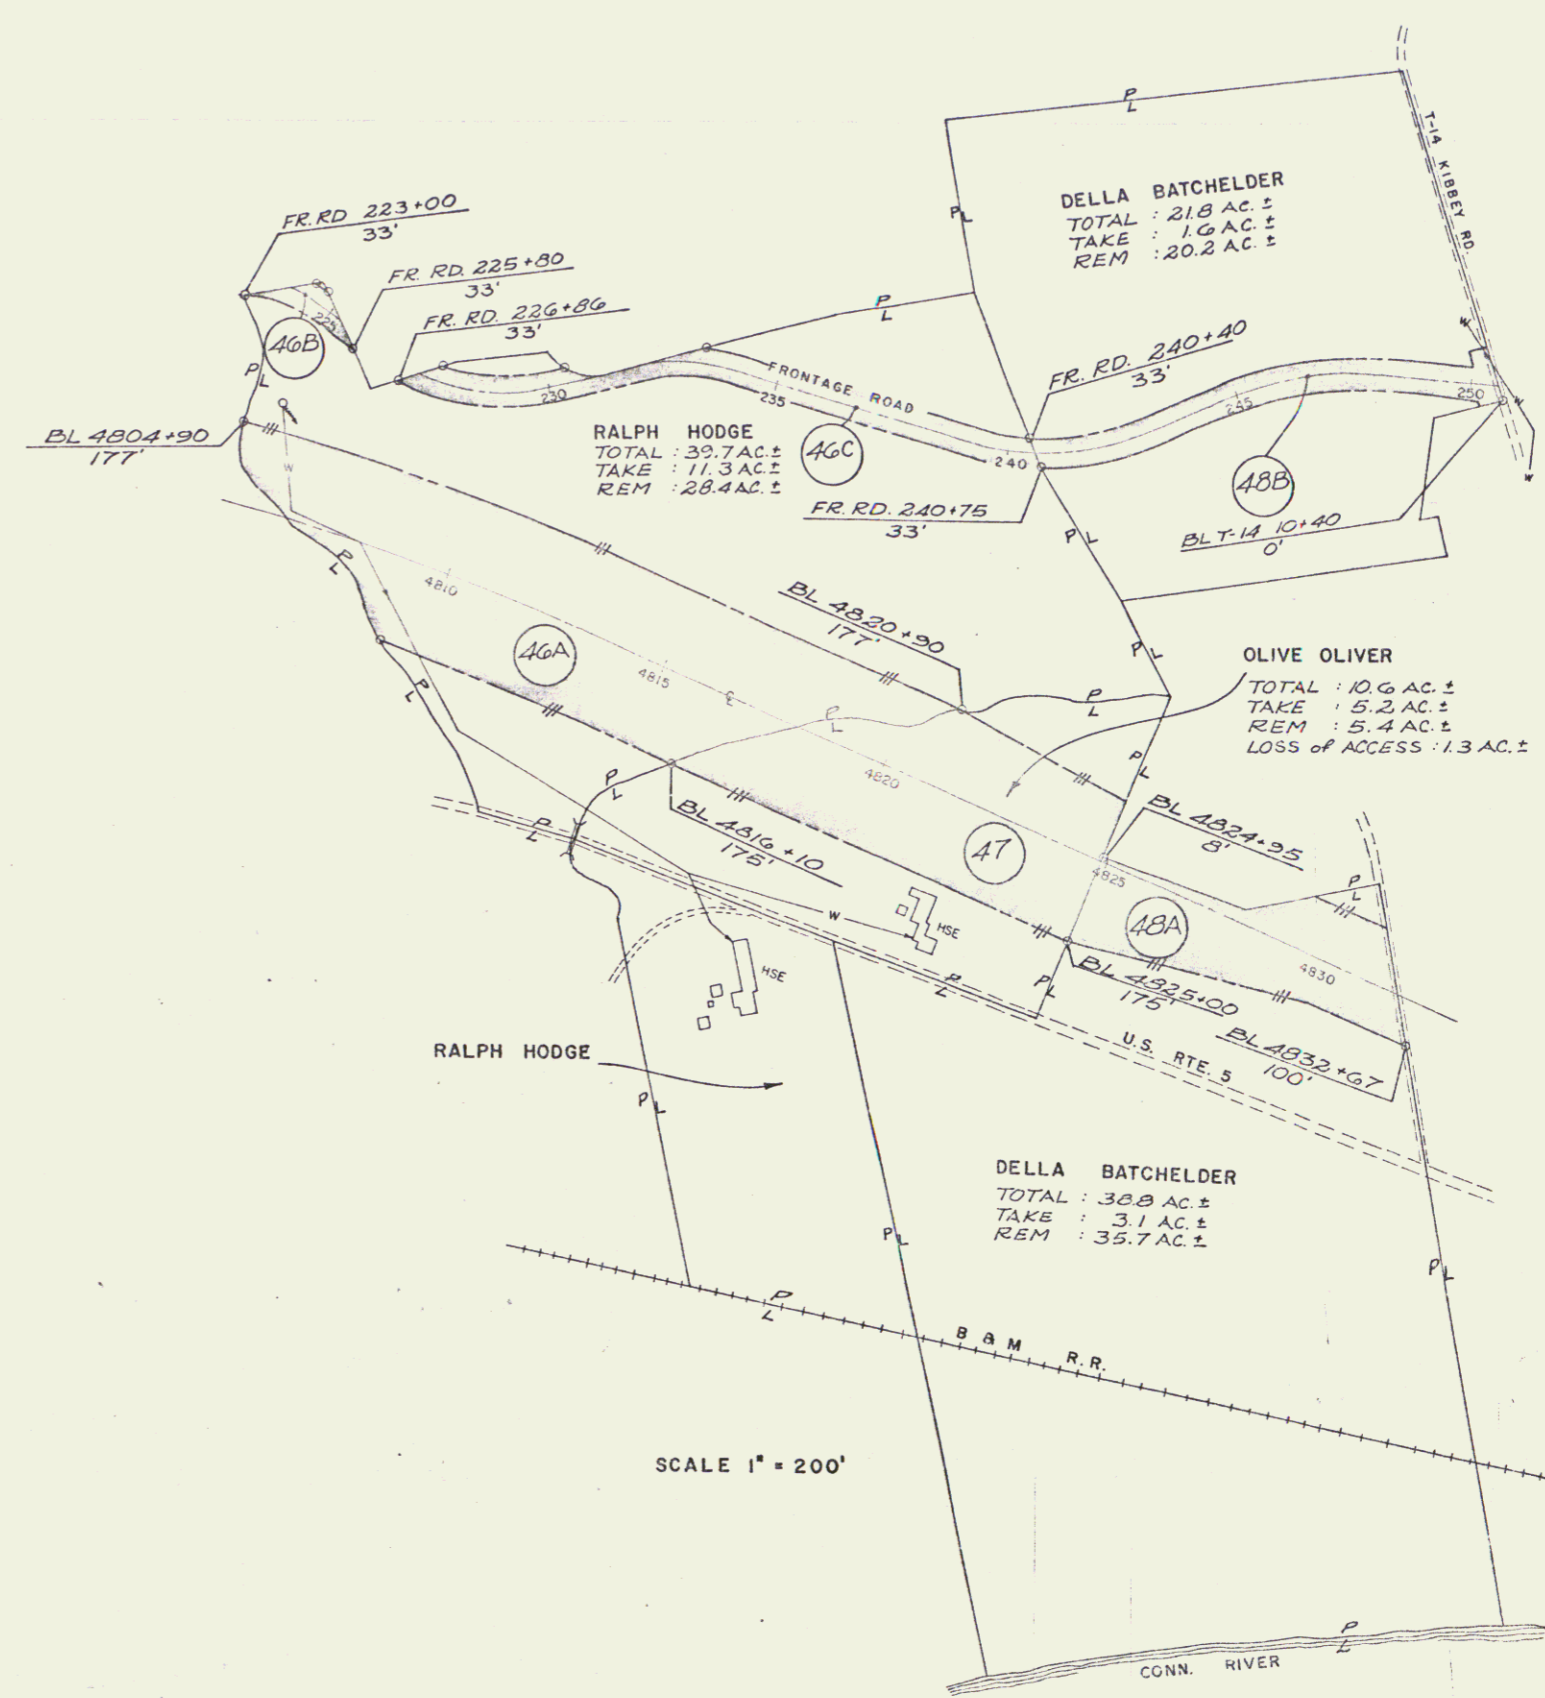 T-14 KIBBEY RD.
P L
DELLA BATCHELDER
TOTAL : 21.8 AC. ±
TAKE : 1.6 AC. ±
REM : 20.2 AC. ±
P L
FR. RD 223+00
33'
FR. RD. 225+80
33'
FR. RD. 226+86
33'
225
46B
P L
P L
FR. RD. 240+40
33'
W
FRONTAGE ROAD
230
235
245
250
W
BL 4804+90
177'
RALPH HODGE
TOTAL : 39.7 AC. ±
TAKE : 11.3 AC. ±
REM : 28.4 AC. ±
46C
240
48B
W
W
FR. RD. 240+75
33'
P L
BL T-14 10+40
0'
P L
4810
BL 4820+90
177'
46A
4815
℄
P L
P L
P L
P L
OLIVE OLIVER
TOTAL : 10.6 AC. ±
TAKE : 5.2 AC. ±
REM : 5.4 AC. ±
LOSS of ACCESS : 1.3 AC. ±
4820
P L
P L
P L
BL 4816+10
175'
47
BL 4824+95
8'
4825
P L
W
HSE
48A
HSE
P L
P L
BL 4825+00
175'
4830
RALPH HODGE
U.S. RTE. 5
BL 4832+67
100'
P L
DELLA BATCHELDER
TOTAL : 38.8 AC. ±
TAKE : 3.1 AC. ±
REM : 35.7 AC. ±
P L
P L
P L
B & M R.R.
SCALE 1" = 200'
P L
CONN. RIVER